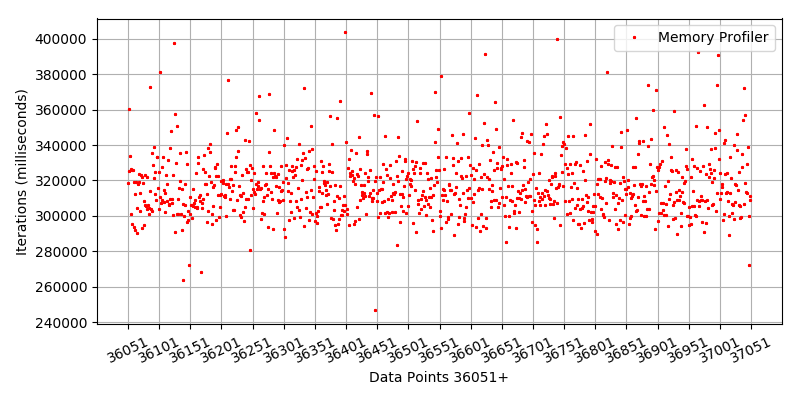 Memory Profiler
Iterations (milliseconds)
400000
380000
360000
340000
320000
300000
280000
260000
240000
36051 36101 36151 36201 36251 36301 36351 36401 36451 36501 36551 36601 36651 36701 36751 36801 36851 36901 36951 37001 37051
Data Points 36051+